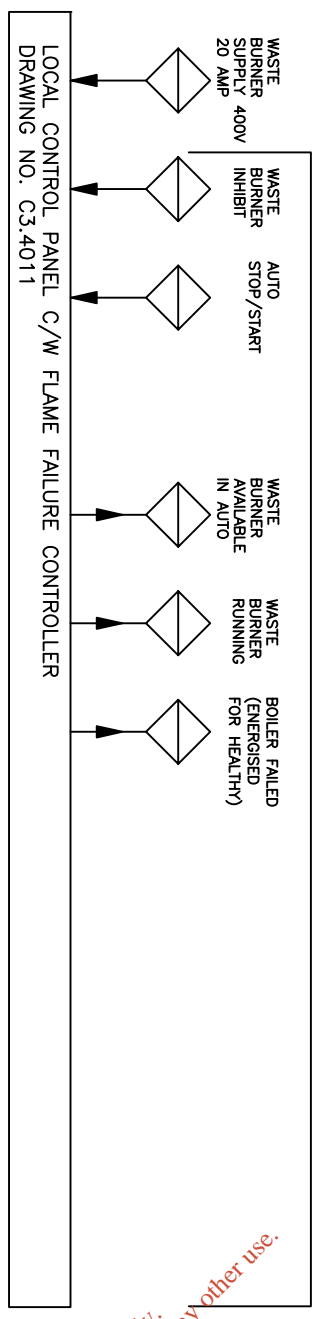 WASTE
BURNER
SUPPLY 400V
20 AMP
WASTE
BURNER
INHIBIT
AUTO
STOP/START
WASTE
BURNER
AVAILABLE
IN AUTO
WASTE
BURNER
RUNNING
BOILER FAILED
(ENERGISED
FOR HEALTHY)
LOCAL CONTROL PANEL C/W FLAME FAILURE CONTROLLER
DRAWING NO. C3.4011
other use.